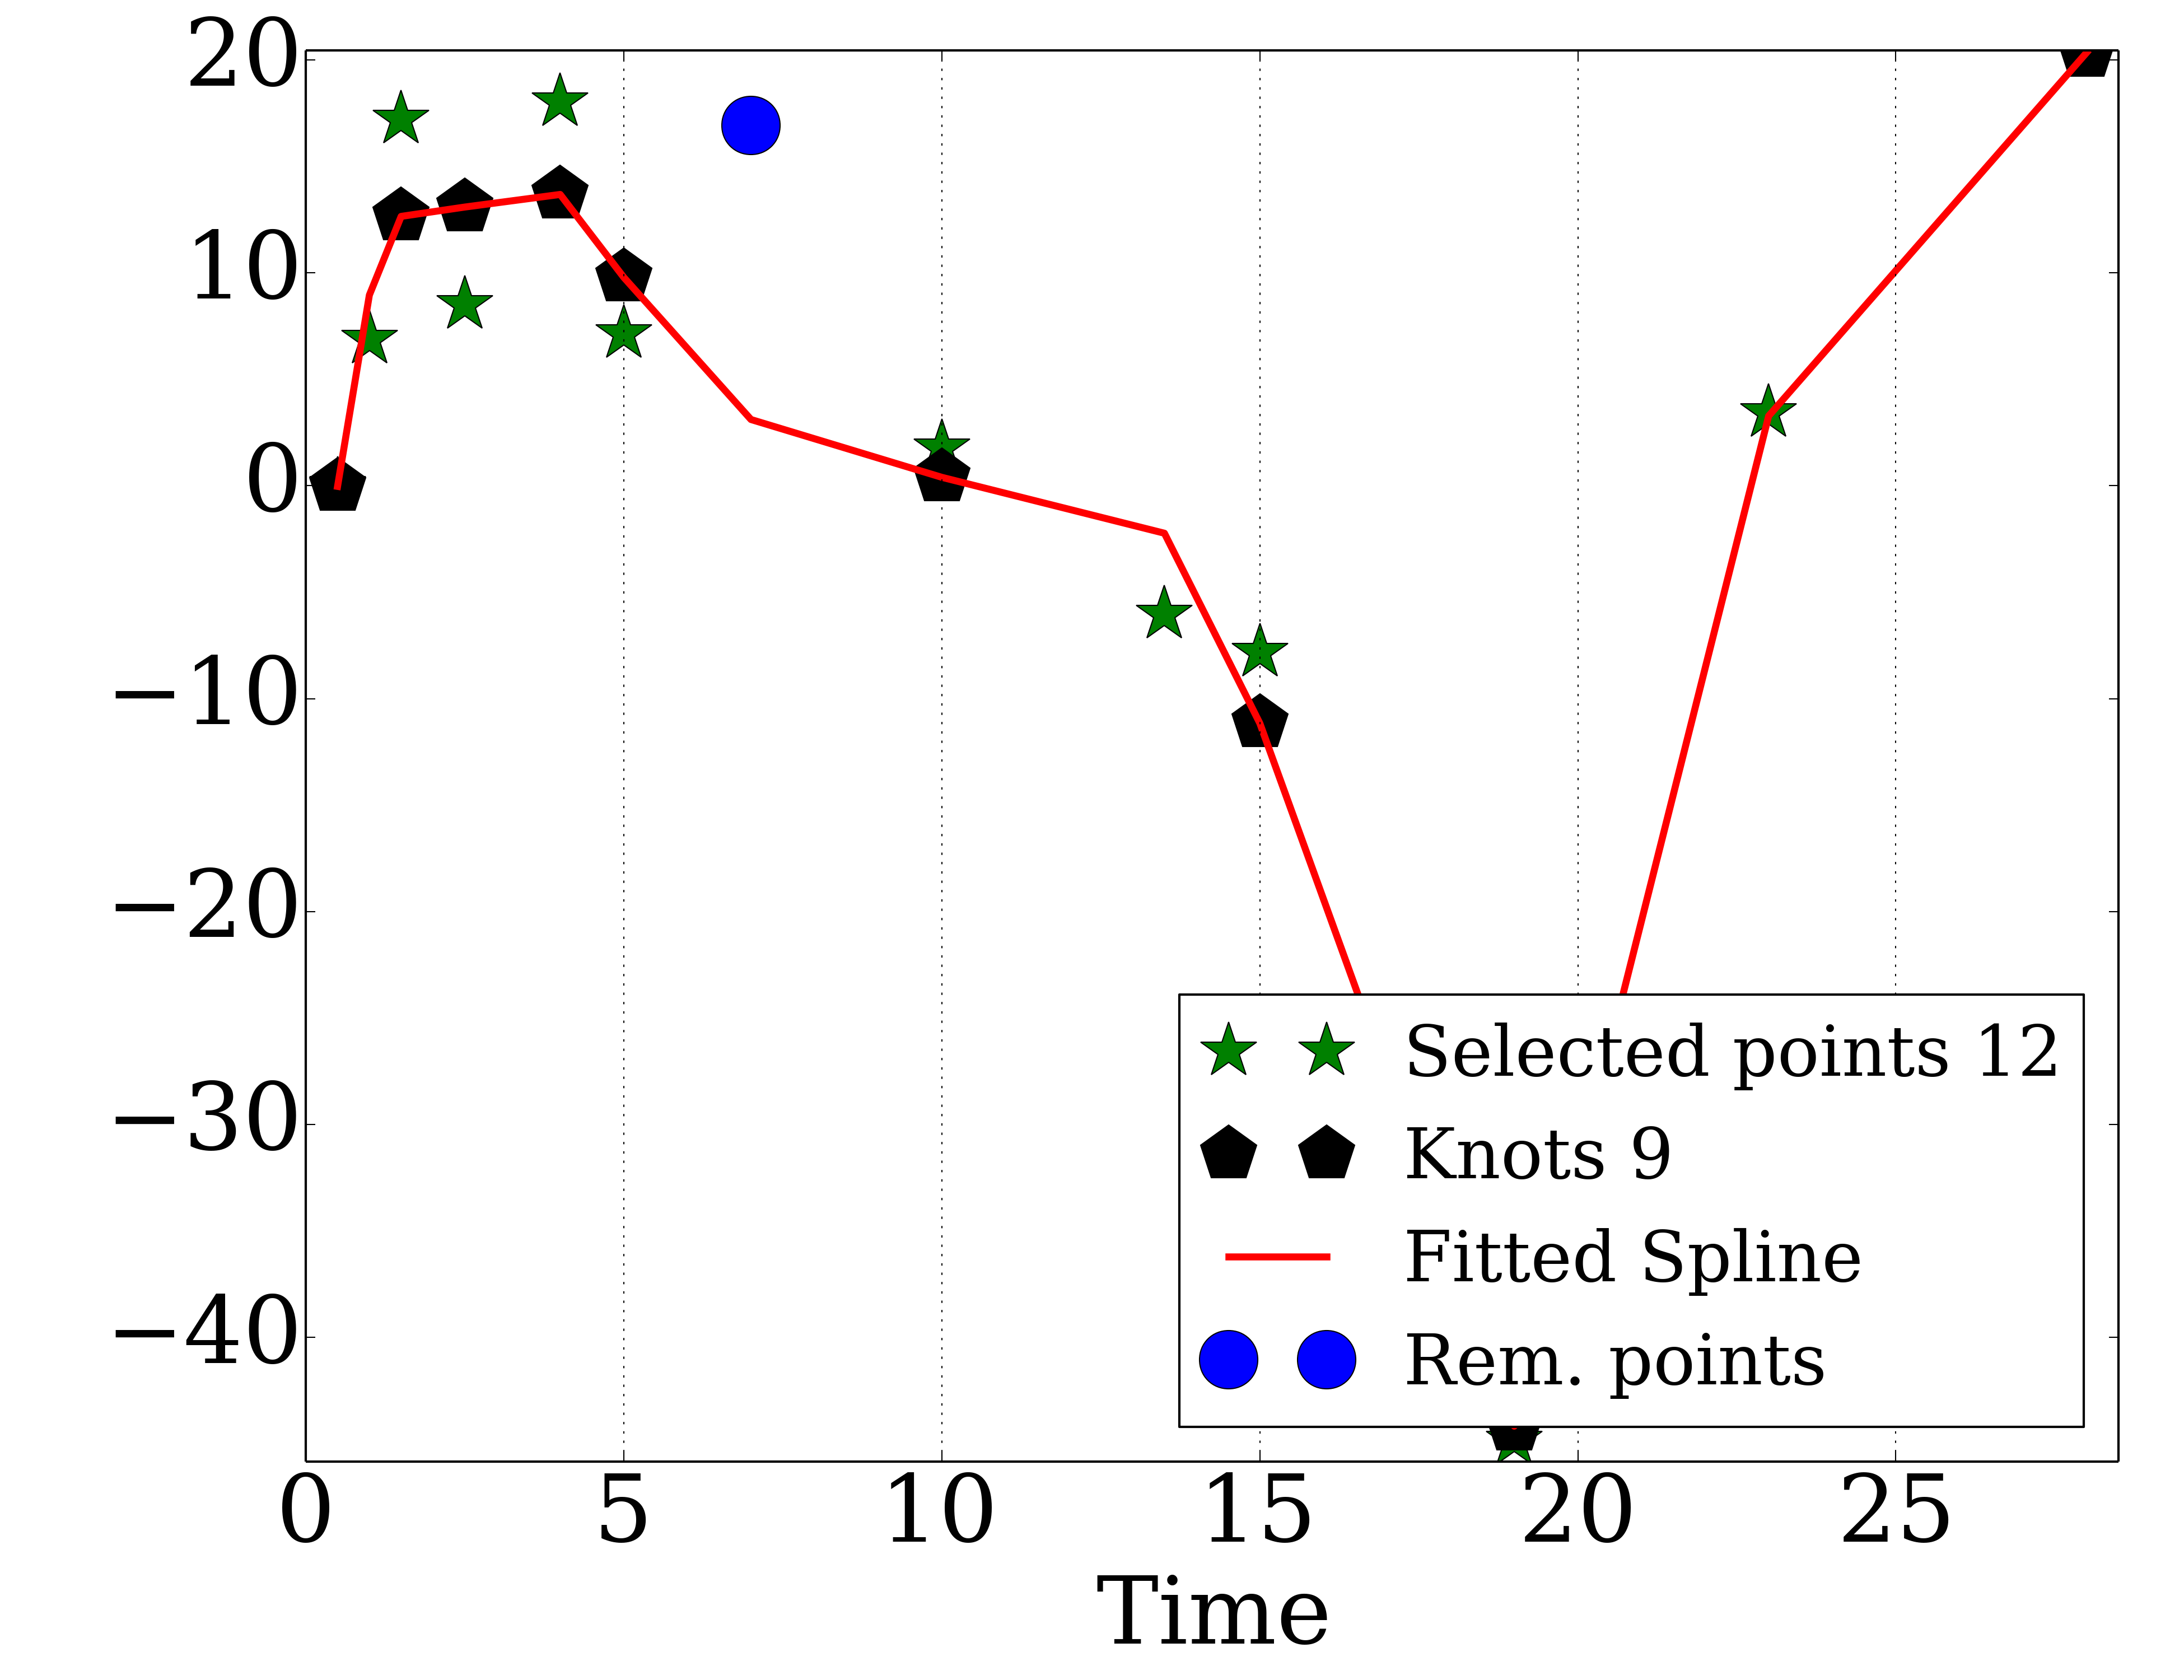 20
10
0
−10
−20
−30
−40
Selected points 12
Knots 9
Fitted Spline
Rem. points
0 5 10 15 20 25
Time